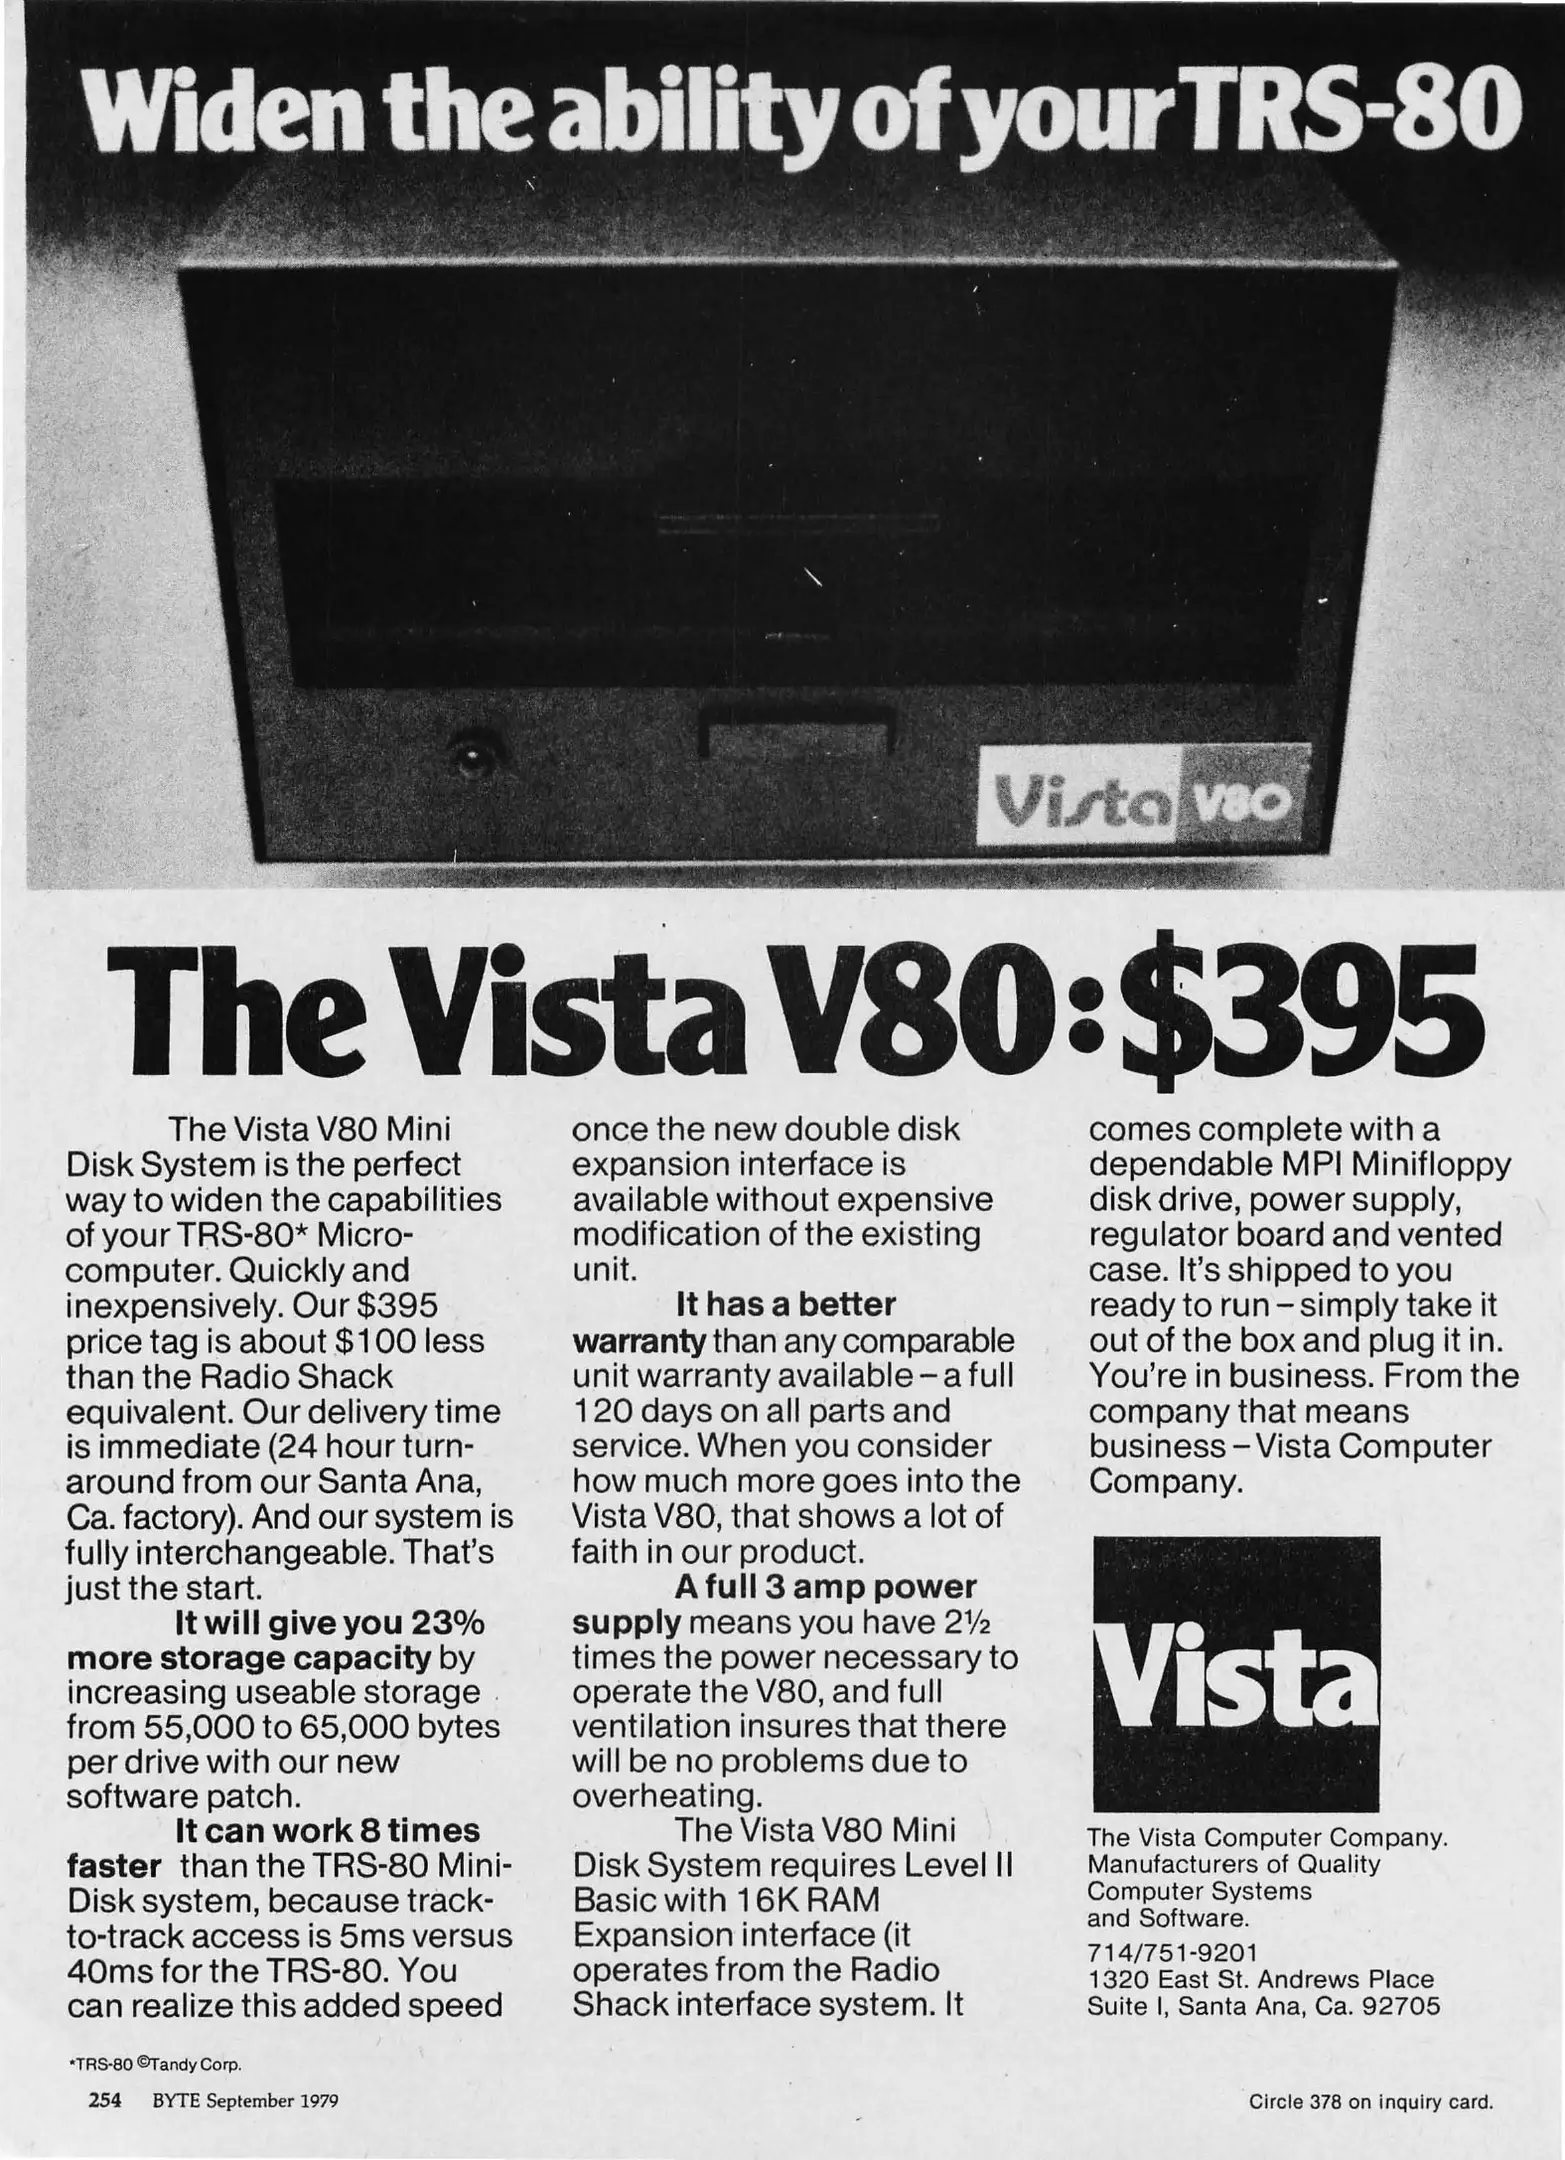 Widen the ability of your TRS-80
Vista V80
The Vista V80: $395
The Vista V80 Mini
Disk System is the perfect
way to widen the capabilities
of your TRS-80* Micro-
computer. Quickly and
inexpensively. Our $395
price tag is about $100 less
than the Radio Shack
equivalent. Our delivery time
is immediate (24 hour turn-
around from our Santa Ana,
Ca. factory). And our system is
fully interchangeable. That's
just the start.
It will give you 23%
more storage capacity by
increasing useable storage
from 55,000 to 65,000 bytes
per drive with our new
software patch.
It can work 8 times
faster than the TRS-80 Mini-
Disk system, because track-
to-track access is 5ms versus
40ms for the TRS-80. You
can realize this added speed
once the new double disk
expansion interface is
available without expensive
modification of the existing
unit.
It has a better
warranty than any comparable
unit warranty available – a full
120 days on all parts and
service. When you consider
how much more goes into the
Vista V80, that shows a lot of
faith in our product.
A full 3 amp power
supply means you have 2½
times the power necessary to
operate the V80, and full
ventilation insures that there
will be no problems due to
overheating.
The Vista V80 Mini
Disk System requires Level II
Basic with 16K RAM
Expansion interface (it
operates from the Radio
Shack interface system. It
comes complete with a
dependable MPI Minifloppy
disk drive, power supply,
regulator board and vented
case. It's shipped to you
ready to run – simply take it
out of the box and plug it in.
You're in business. From the
company that means
business – Vista Computer
Company.
Vista
The Vista Computer Company.
Manufacturers of Quality
Computer Systems
and Software.
714/751-9201
1320 East St. Andrews Place
Suite I, Santa Ana, Ca. 92705
*TRS-80 ©Tandy Corp.
254 BYTE September 1979
Circle 378 on inquiry card.